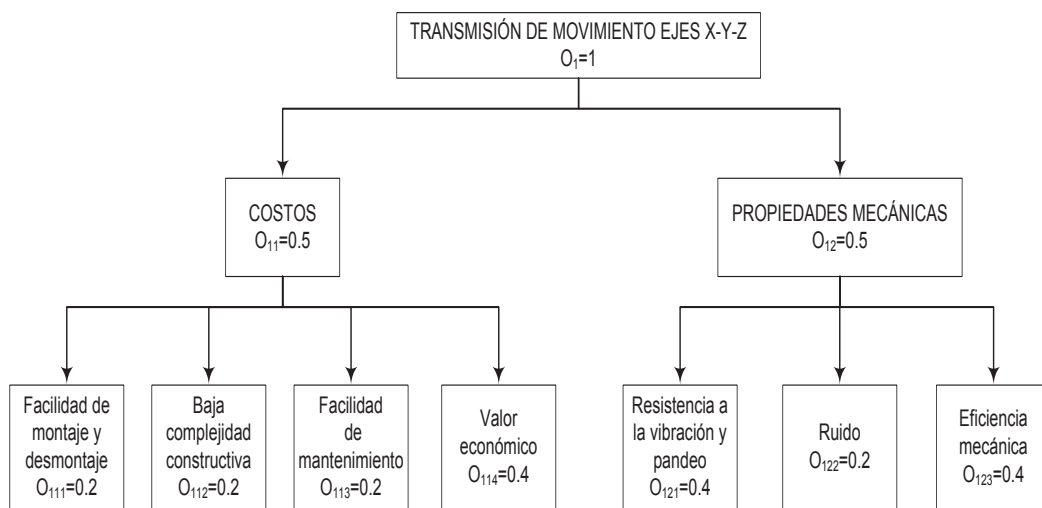 TRANSMISIÓN DE MOVIMIENTO EJES X-Y-Z
O₁=1
COSTOS
O₁₁=0.5
PROPIEDADES MECÁNICAS
O₁₂=0.5
Facilidad de
montaje y
desmontaje
O₁₁₁=0.2
Baja
complejidad
constructiva
O₁₁₂=0.2
Facilidad
de
mantenimiento
O₁₁₃=0.2
Valor
económico
O₁₁₄=0.4
Resistencia a
la vibración y
pandeo
O₁₂₁=0.4
Ruido
O₁₂₂=0.2
Eficiencia
mecánica
O₁₂₃=0.4